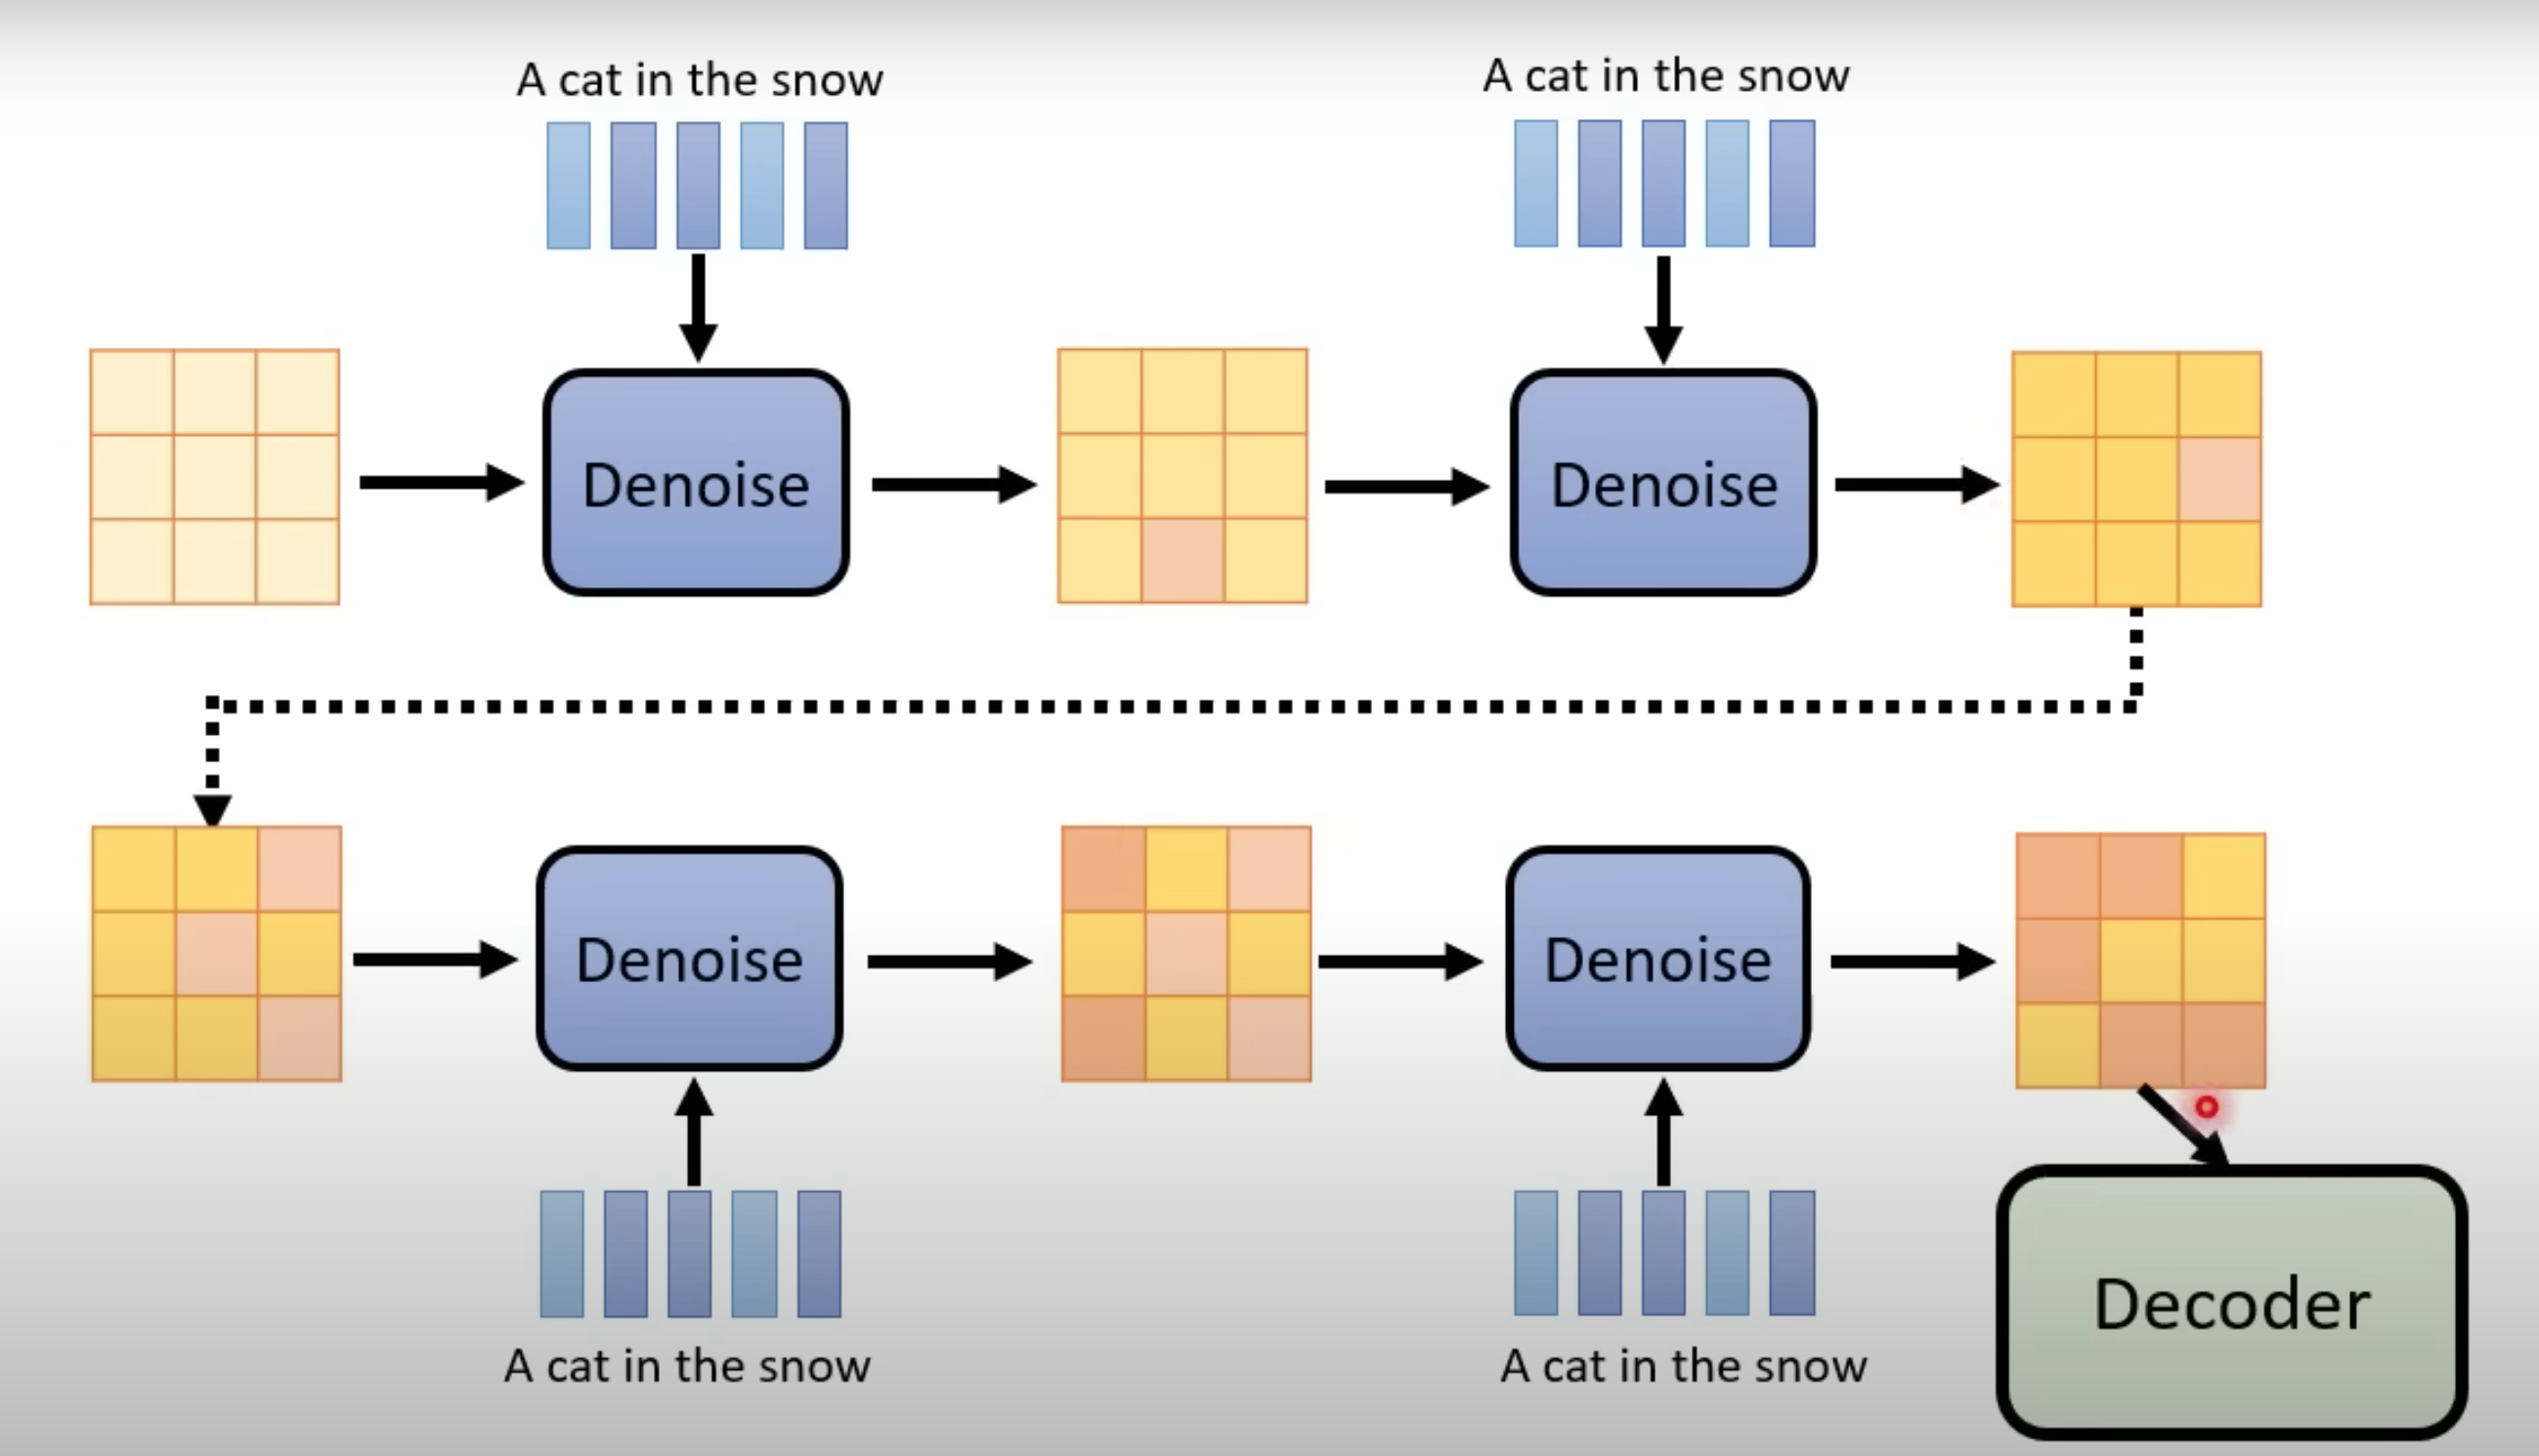 A cat in the snow
A cat in the snow
Denoise
Denoise
Denoise
Denoise
A cat in the snow
A cat in the snow
Decoder